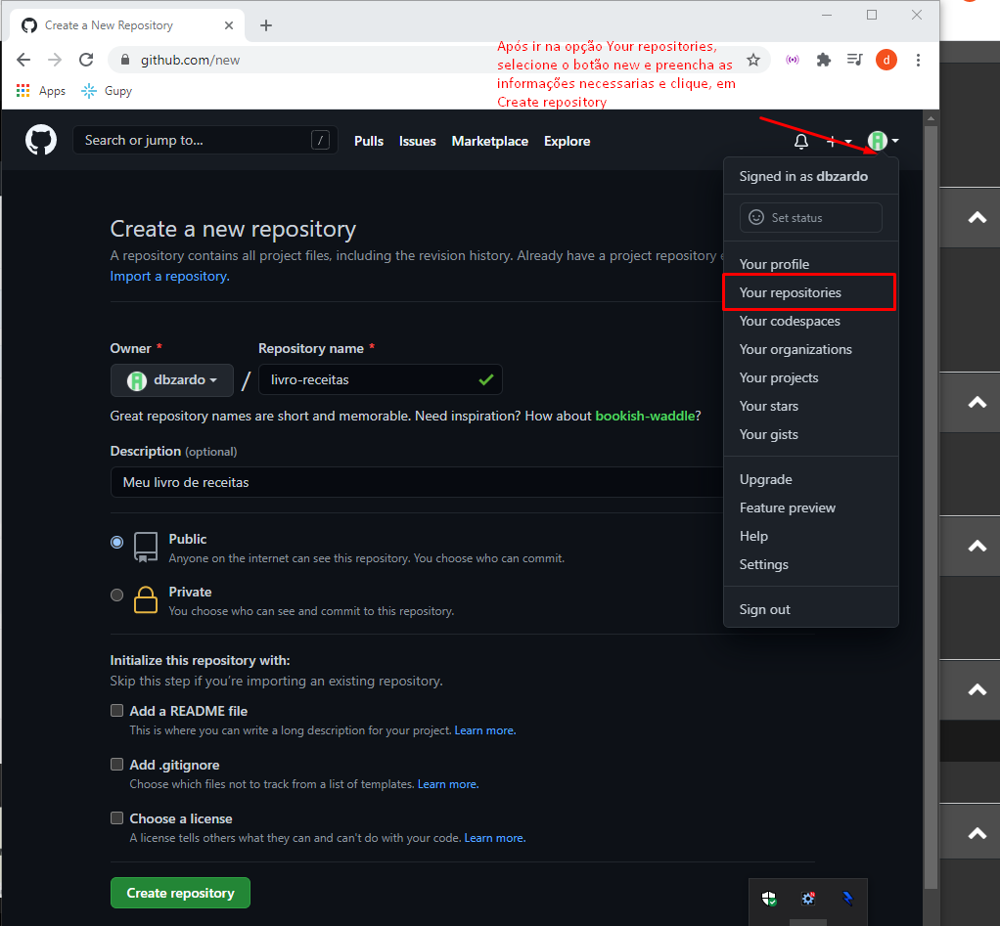 Create a New Repository
github.com/new
Após ir na opção Your repositories,
selecione o botão new e preencha as
informações necessarias e clique, em
Create repository
d
Apps
Gupy
Search or jump to...
/
Pulls
Issues
Marketplace
Explore
Signed in as dbzardo
Set status
Your profile
Your repositories
Your codespaces
Your organizations
Your projects
Your stars
Your gists
Upgrade
Feature preview
Help
Settings
Sign out
Create a new repository
A repository contains all project files, including the revision history. Already have a project repository
Import a repository.
Owner *
Repository name *
dbzardo
/
livro-receitas
Great repository names are short and memorable. Need inspiration? How about bookish-waddle?
Description (optional)
Meu livro de receitas
Public
Anyone on the internet can see this repository. You choose who can commit.
Private
You choose who can see and commit to this repository.
Initialize this repository with:
Skip this step if you're importing an existing repository.
Add a README file
This is where you can write a long description for your project. Learn more.
Add .gitignore
Choose which files not to track from a list of templates. Learn more.
Choose a license
A license tells others what they can and can't do with your code. Learn more.
Create repository